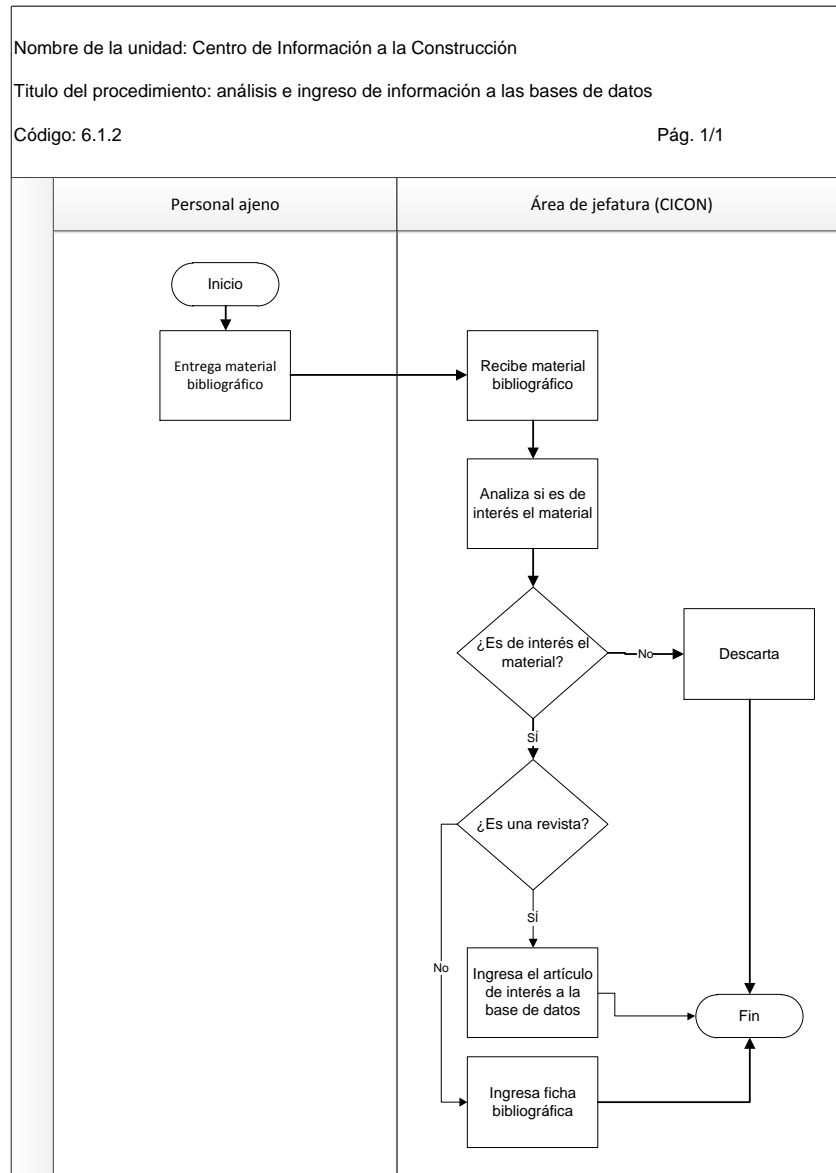 Nombre de la unidad: Centro de Información a la Construcción
Titulo del procedimiento: análisis e ingreso de información a las bases de datos
Código: 6.1.2 Pág. 1/1
Personal ajeno
Área de jefatura (CICON)
Inicio
Entrega material
bibliográfico
Recibe material
bibliográfico
Analiza si es de
interés el material
¿Es de interés el
material?
No
Descarta
SÍ
¿Es una revista?
SÍ
No
Ingresa el artículo
de interés a la
base de datos
Fin
Ingresa ficha
bibliográfica